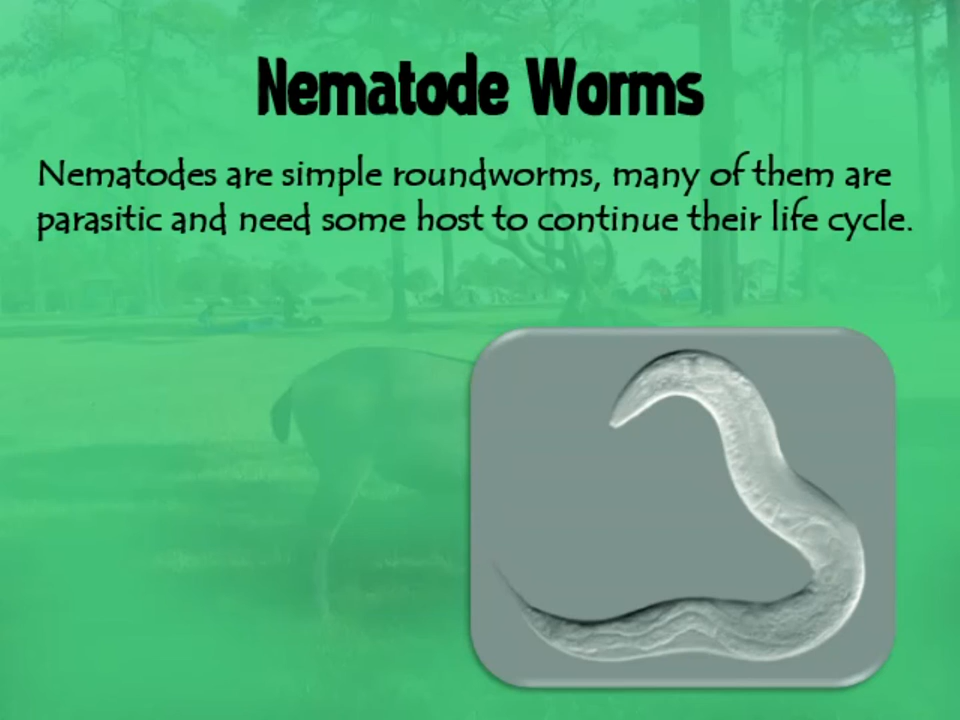 Nematode Worms
Nematodes are simple roundworms, many of them are
parasitic and need some host to continue their life cycle.